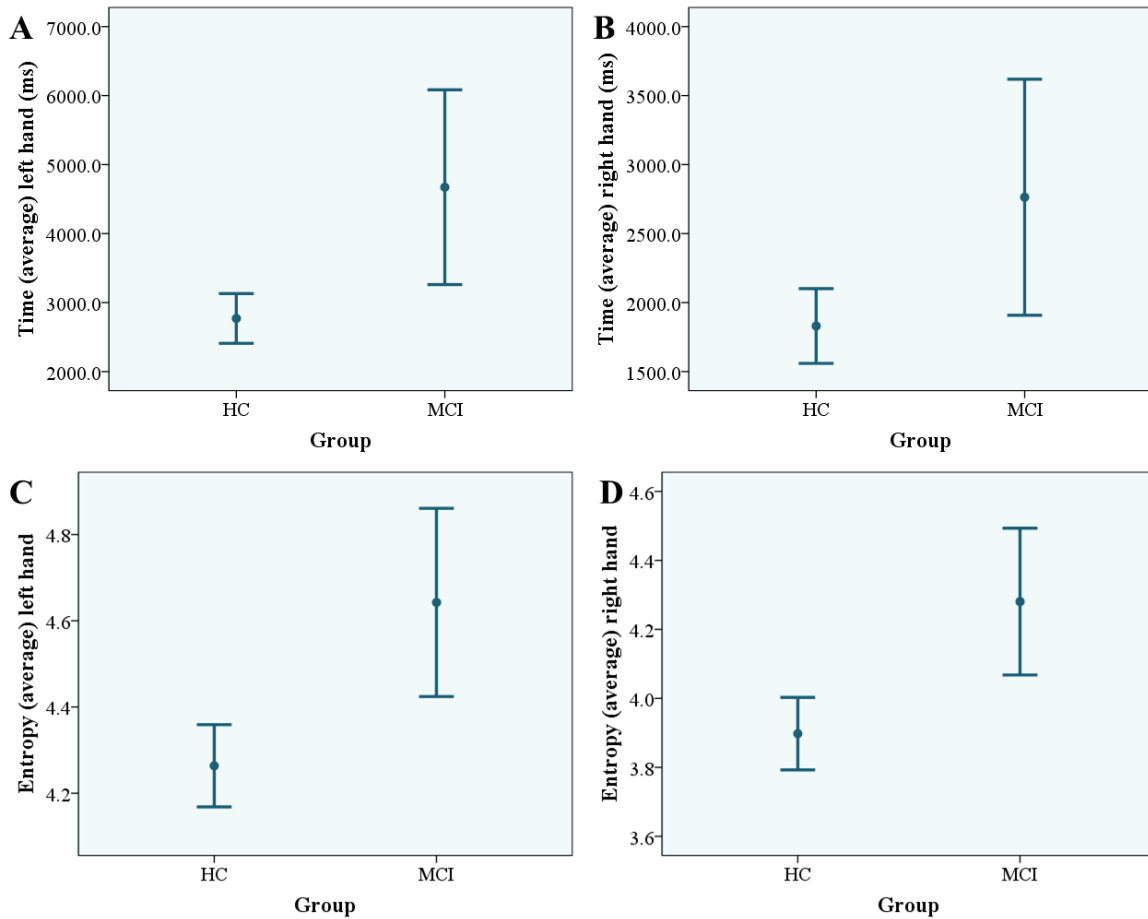 A
Time (average) left hand (ms)
7000.0
6000.0
5000.0
4000.0
3000.0
2000.0
HC
MCI
Group
B
Time (average) right hand (ms)
4000.0
3500.0
3000.0
2500.0
2000.0
1500.0
HC
MCI
Group
C
Entropy (average) left hand
4.8
4.6
4.4
4.2
HC
MCI
Group
D
Entropy (average) right hand
4.6
4.4
4.2
4.0
3.8
3.6
HC
MCI
Group